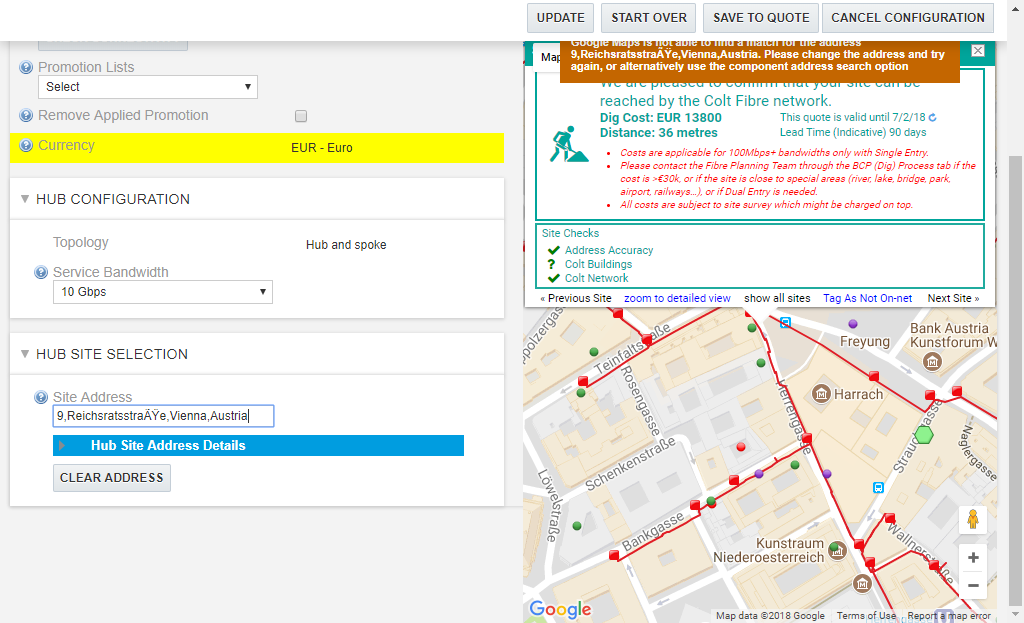 UPDATE
START OVER
SAVE TO QUOTE
CANCEL CONFIGURATION
Promotion Lists
Select
Remove Applied Promotion
Currency
EUR - Euro
HUB CONFIGURATION
Topology
Hub and spoke
Service Bandwidth
10 Gbps
HUB SITE SELECTION
Site Address
9,ReichsratsstraÃŸe,Vienna,Austria
Hub Site Address Details
CLEAR ADDRESS
Map
Google Maps is not able to find a match for the address
9,ReichsratsstraÃŸe,Vienna,Austria. Please change the address and try
again, or alternatively use the component address search option
We are pleased to confirm that your site can be
reached by the Colt Fibre network.
Dig Cost: EUR 13800
This quote is valid until 7/2/18
Distance: 36 metres
Lead Time (Indicative) 90 days
Costs are applicable for 100Mbps+ bandwidths only with Single Entry.
Please contact the Fibre Planning Team through the BCP (Dig) Process tab if the
cost is >€30k, or if the site is close to special areas (river, lake, bridge, park,
airport, railways...), or if Dual Entry is needed.
All costs are subject to site survey which might be charged on top.
Site Checks
Address Accuracy
? Colt Buildings
Colt Network
« Previous Site
zoom to detailed view
show all sites
Tag As Not On-net
Next Site »
Teinfaltstraße
Freyung
Bank Austria
Kunstforum W
Rosengasse
Herrengasse
Harrach
Strauchgasse
Naglergasse
Schenkenstraße
Löwelstraße
Bankgasse
Wallnerstraße
Kunstraum
Niederoesterreich
Google
Map data ©2018 Google
Terms of Use
Report a map error